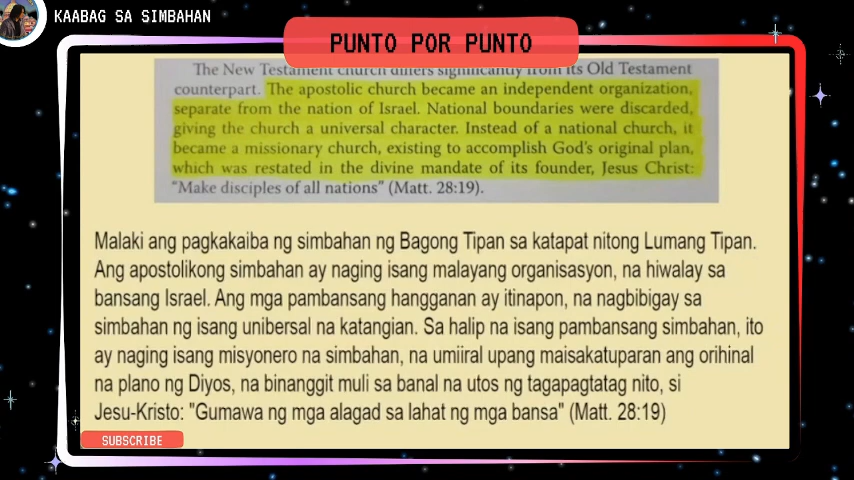 KAABAG SA SIMBAHAN
PUNTO POR PUNTO
The New Testament church differs significantly from its Old Testament
counterpart. The apostolic church became an independent organization,
separate from the nation of Israel. National boundaries were discarded,
giving the church a universal character. Instead of a national church, it
became a missionary church, existing to accomplish God's original plan,
which was restated in the divine mandate of its founder, Jesus Christ:
"Make disciples of all nations" (Matt. 28:19).
Malaki ang pagkakaiba ng simbahan ng Bagong Tipan sa katapat nitong Lumang Tipan.
Ang apostolikong simbahan ay naging isang malayang organisasyon, na hiwalay sa
bansang Israel. Ang mga pambansang hangganan ay itinapon, na nagbibigay sa
simbahan ng isang unibersal na katangian. Sa halip na isang pambansang simbahan, ito
ay naging isang misyonero na simbahan, na umiiral upang maisakatuparan ang orihinal
na plano ng Diyos, na binanggit muli sa banal na utos ng tagapagtatag nito, si
Jesu-Kristo: "Gumawa ng mga alagad sa lahat ng mga bansa" (Matt. 28:19)
SUBSCRIBE